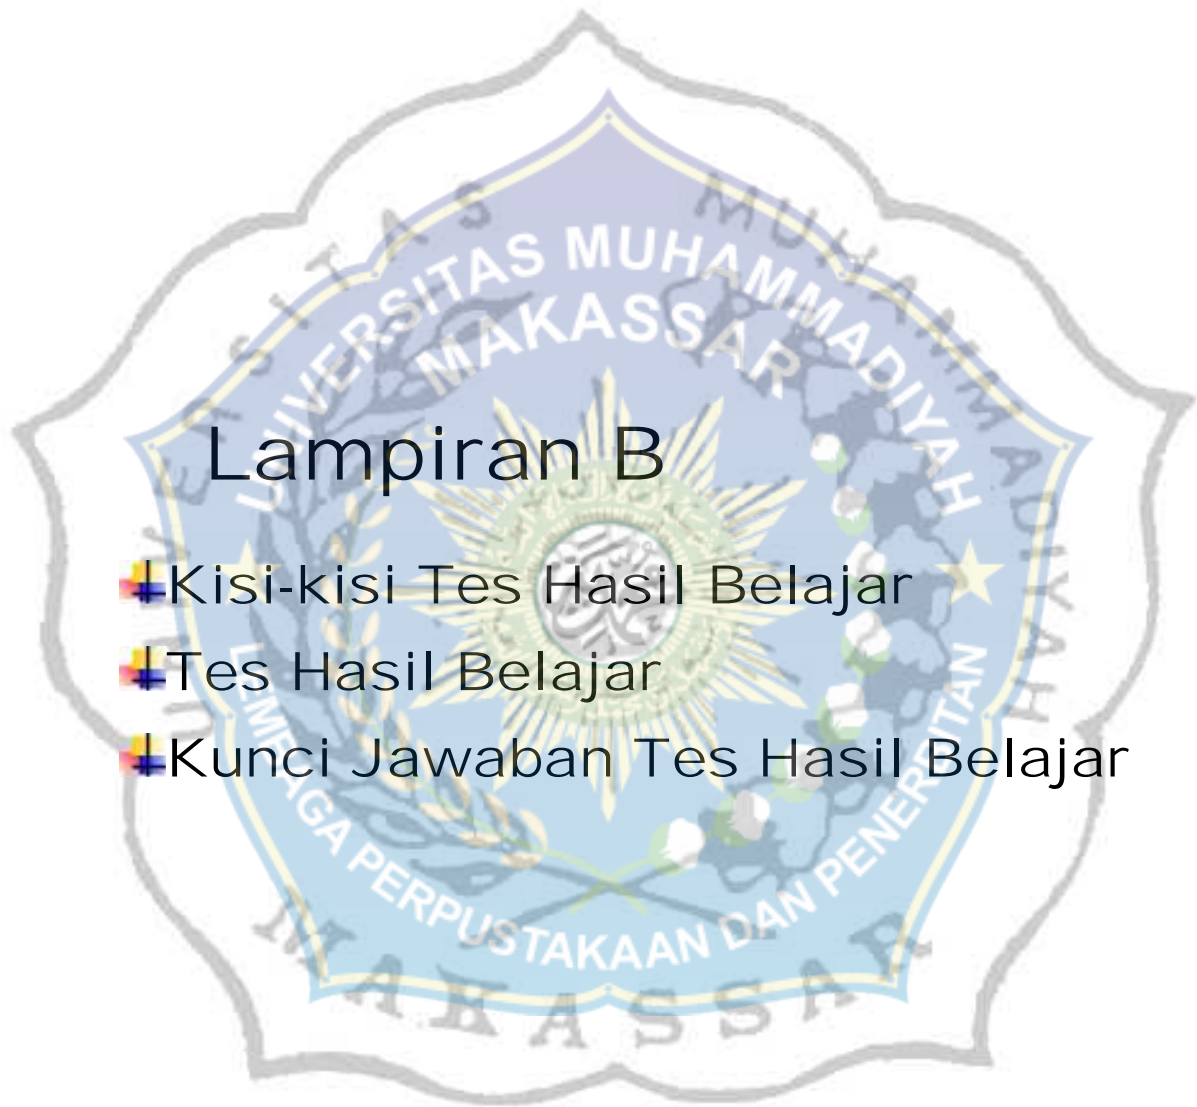 UNIVERSITAS MUHAMMADIYAH
MAKASSAR
Lampiran B
Kisi-kisi Tes Hasil Belajar
Tes Hasil Belajar
Kunci Jawaban Tes Hasil Belajar
LEMBAGA PERPUSTAKAAN DAN PENERBITAN
MAKASSAR